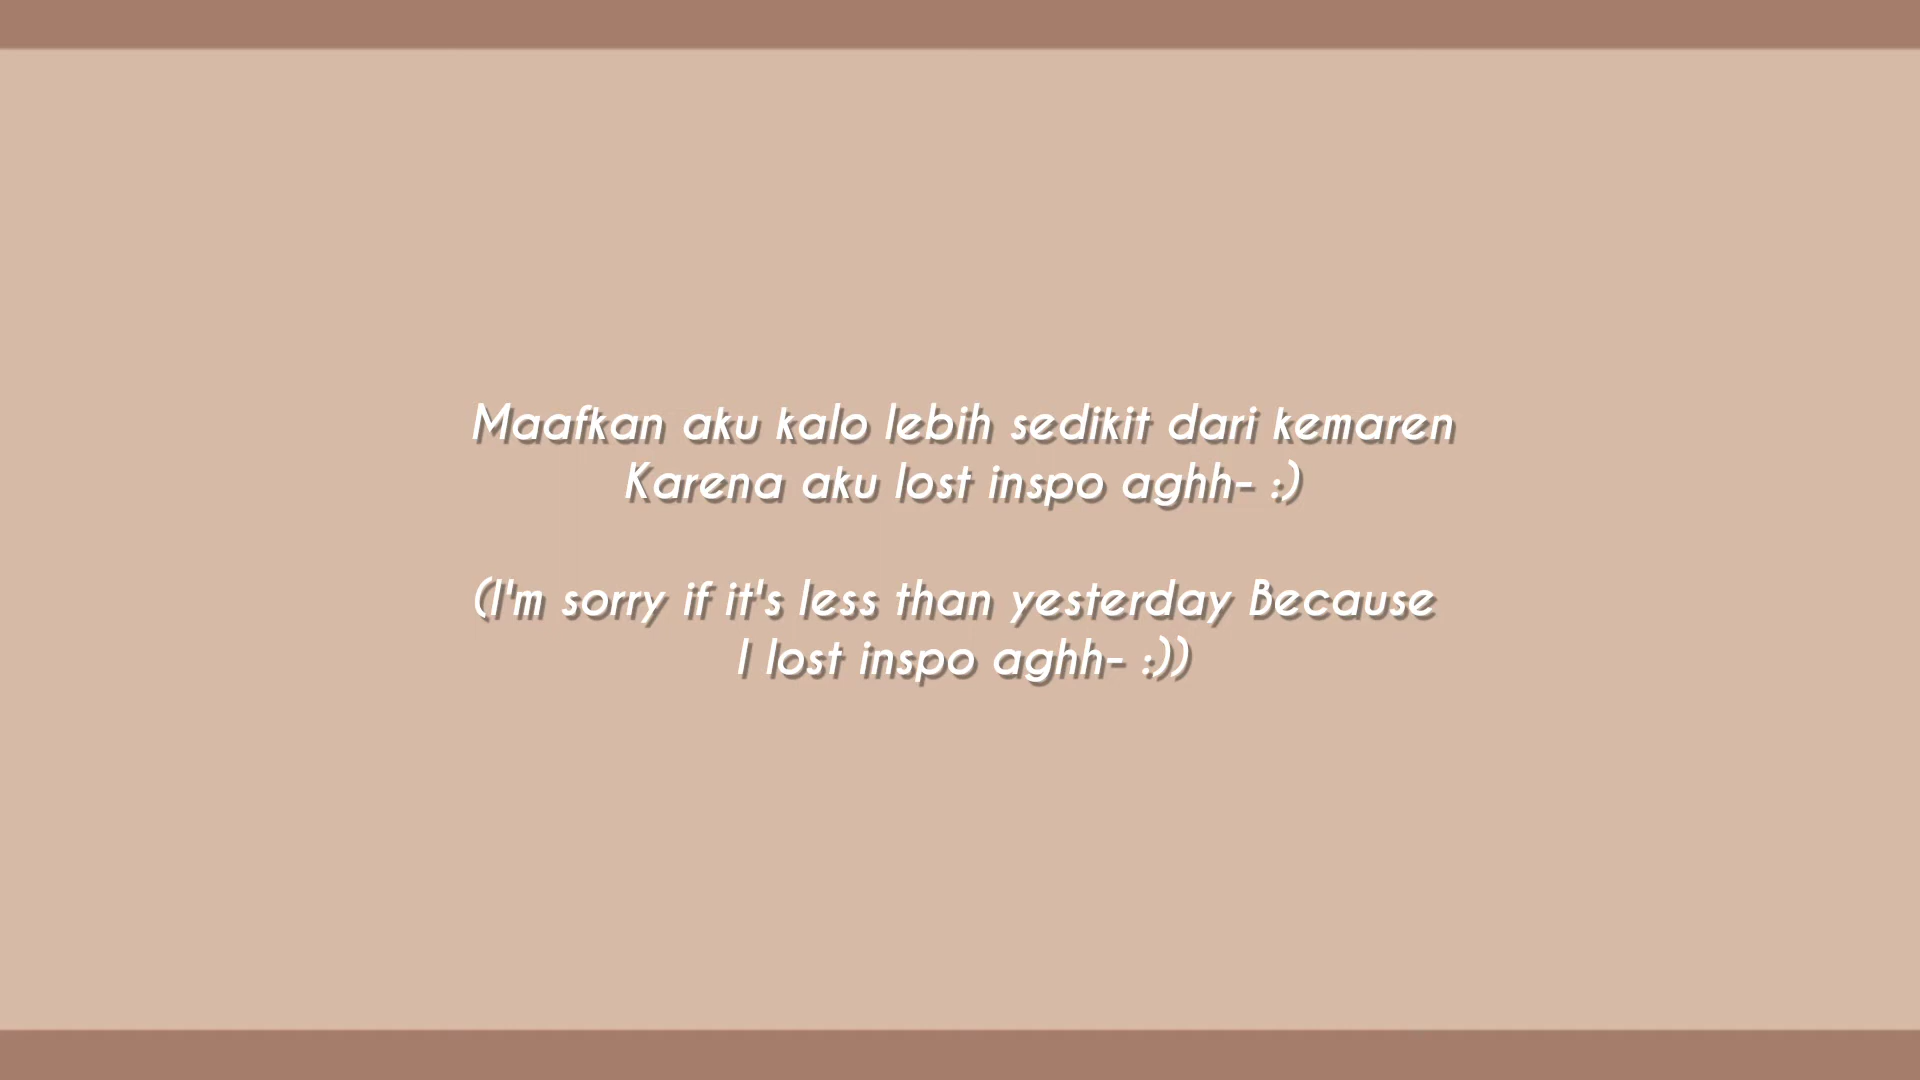 Maafkan aku kalo lebih sedikit dari kemaren
Karena aku lost inspo aghh- :)
(I'm sorry if it's less than yesterday Because
I lost inspo aghh- :))